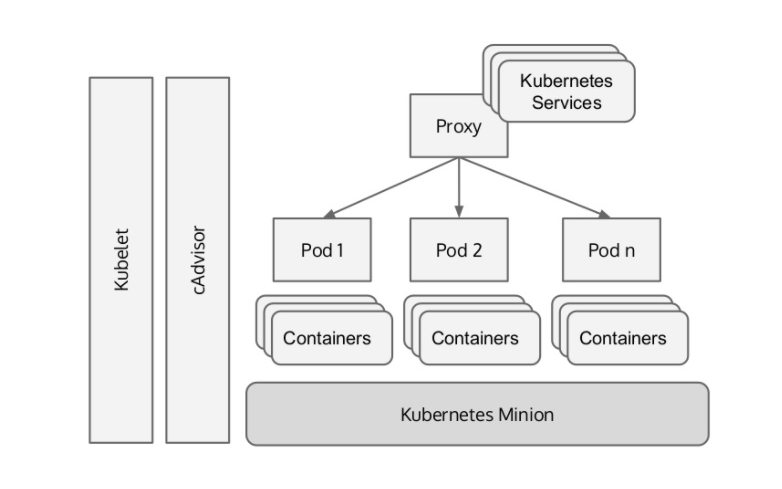 Kubernetes
Services
Proxy
Kubelet
cAdvisor
Pod 1
Pod 2
Pod n
Containers
Containers
Containers
Kubernetes Minion